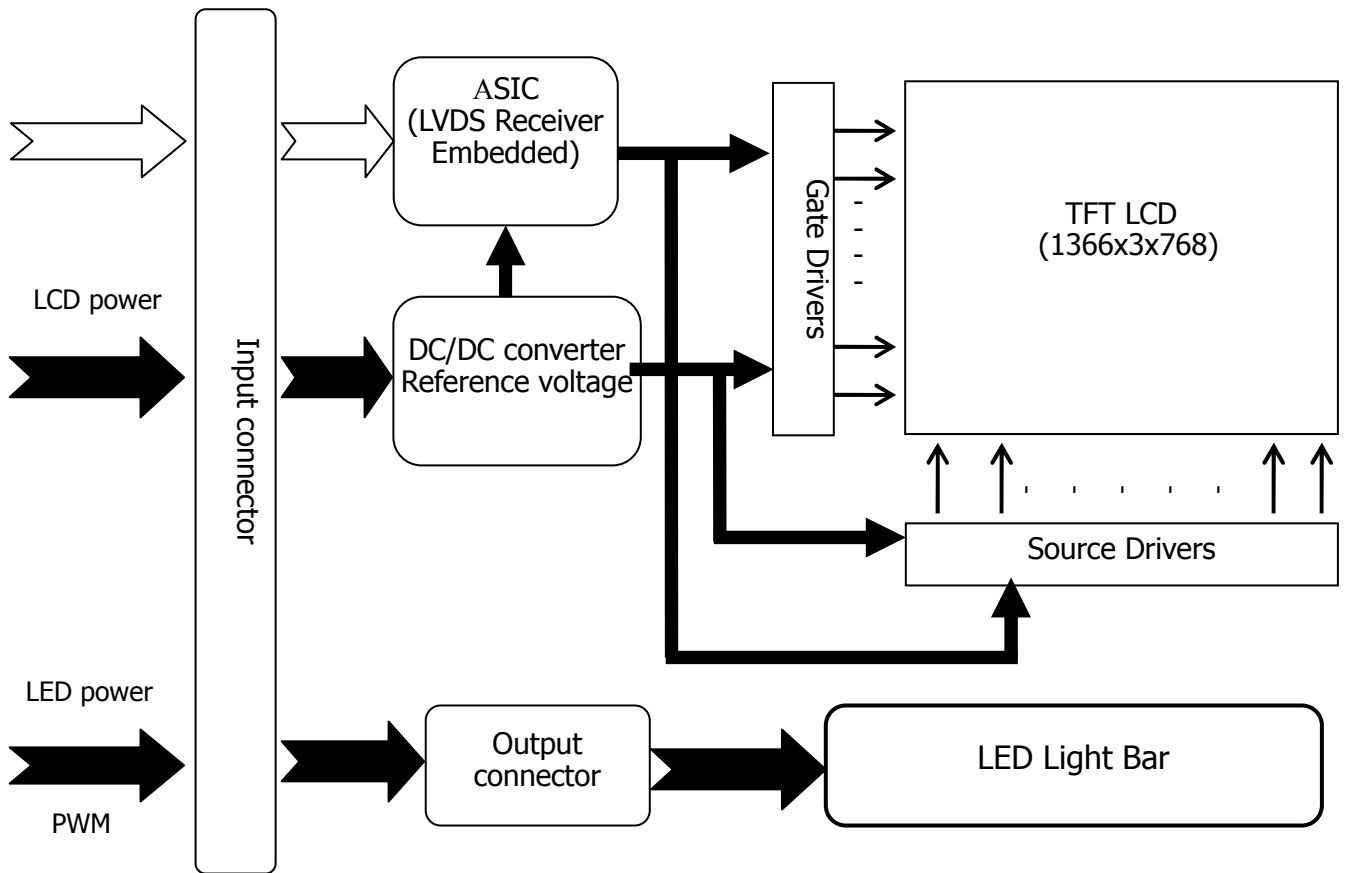 ASIC
(LVDS Receiver
Embedded)
Gate Drivers
TFT LCD
(1366x3x768)
LCD power
Input connector
DC/DC converter
Reference voltage
Source Drivers
LED power
PWM
Output
connector
LED Light Bar